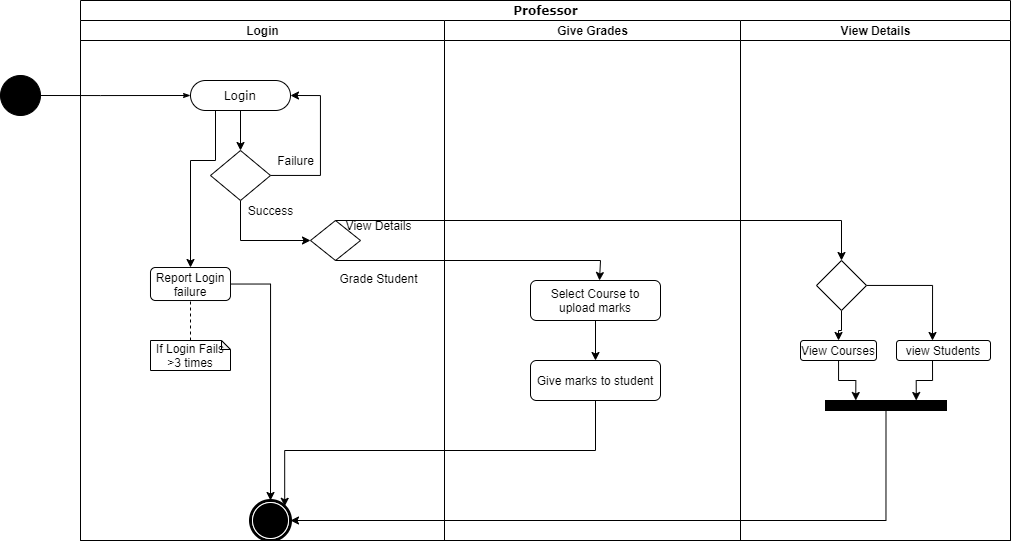 Professor
Login
Give Grades
View Details
Login
Failure
Success
View Details
Grade Student
Report Login
failure
If Login Fails
>3 times
Select Course to
upload marks
Give marks to student
View Courses
view Students